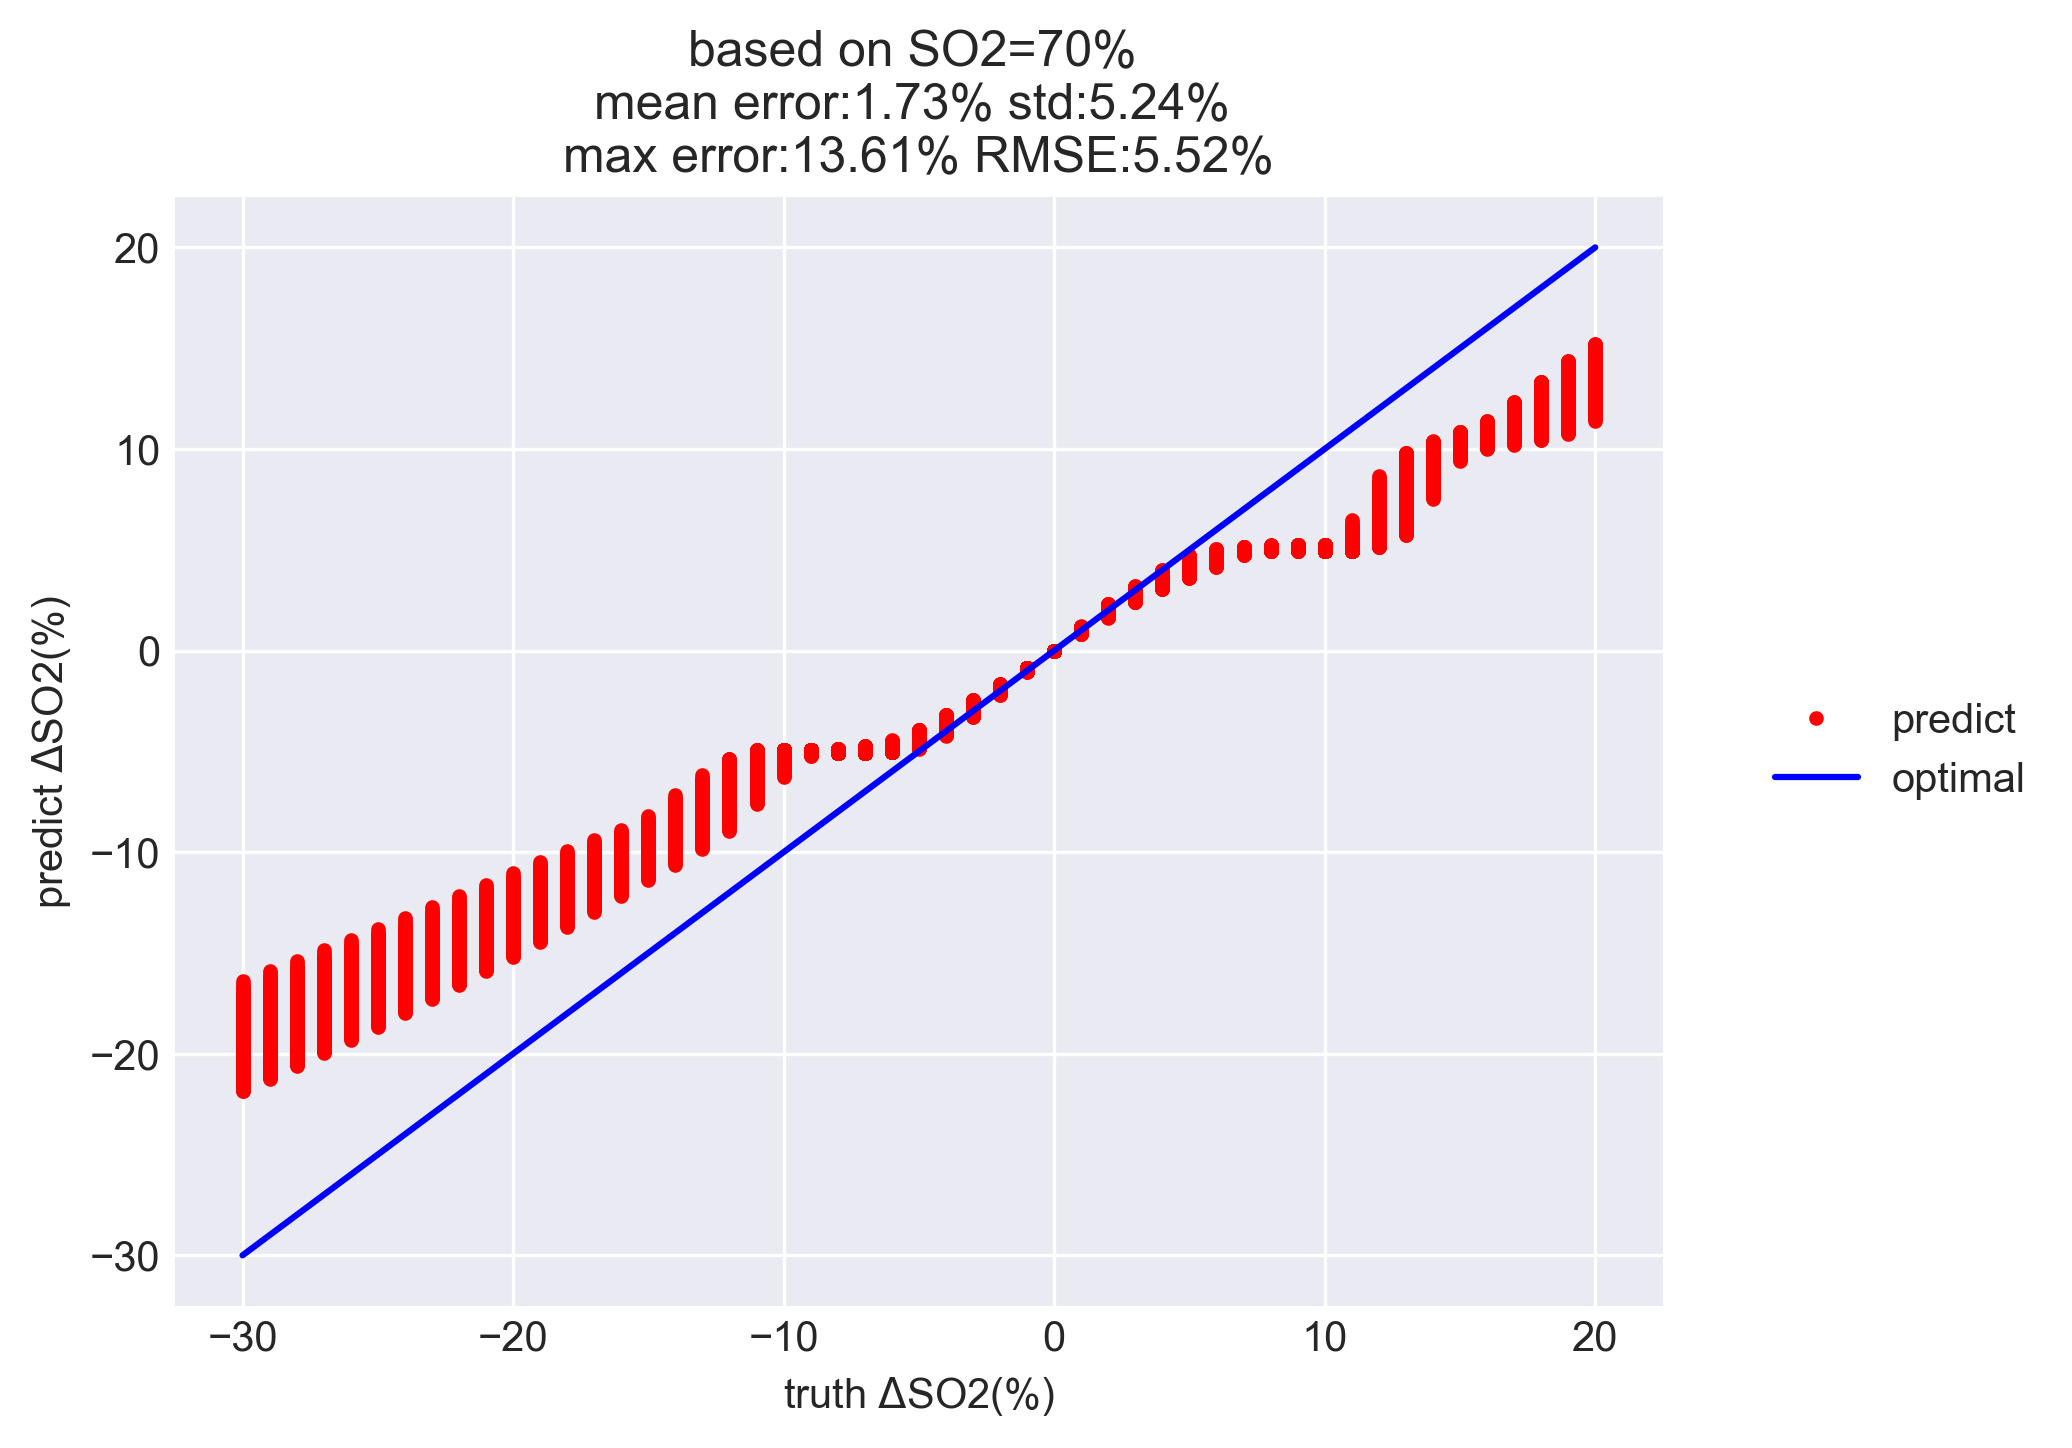 based on SO2=70%
mean error:1.73% std:5.24%
max error:13.61% RMSE:5.52%
20
10
0
−10
−20
−30
predict ΔSO2(%)
−30 −20 −10 0 10 20
truth ΔSO2(%)
predict
optimal